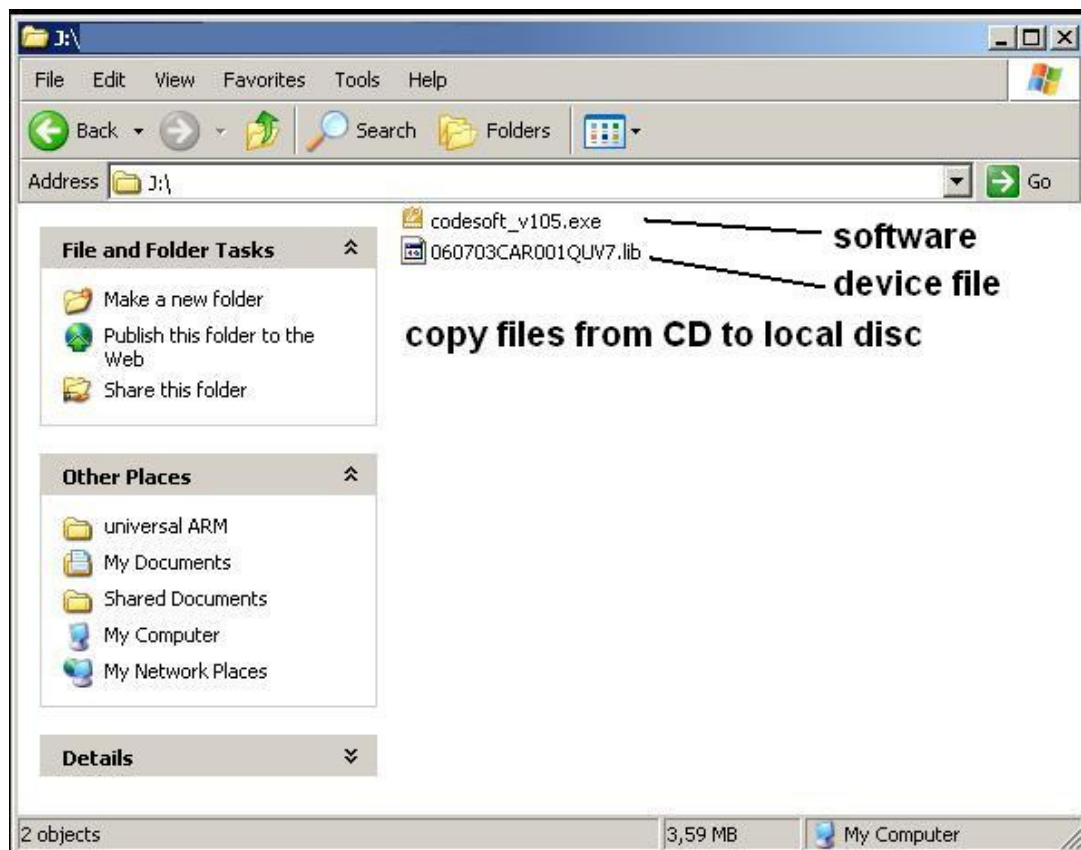 J:\
File Edit View Favorites Tools Help
Back Search Folders
Address J:\ Go
File and Folder Tasks
Make a new folder
Publish this folder to the
Web
Share this folder
Other Places
universal ARM
My Documents
Shared Documents
My Computer
My Network Places
Details
codesoft_v105.exe software
060703CAR001QUV7.lib device file
copy files from CD to local disc
2 objects 3,59 MB My Computer